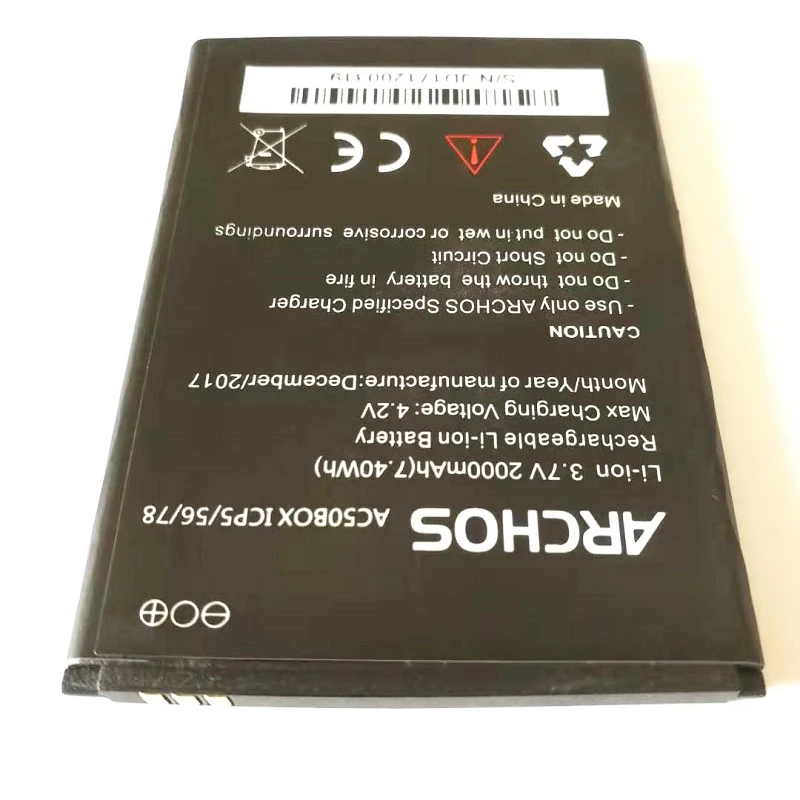 ARCHOS AC50BOX ICP5/56/78
Li-ion 3.7V 2000mAh(7.40Wh)
Rechargeable Li-ion Battery
Max Charging Voltage: 4.2V
Month/Year of manufacture:December/2017
CAUTION
- Use only ARCHOS Specified Charger
- Do not throw the battery in fire
- Do not Short Circuit
- Do not put in wet or corrosive surroundings
Made in China
CE
S/N JD171200319